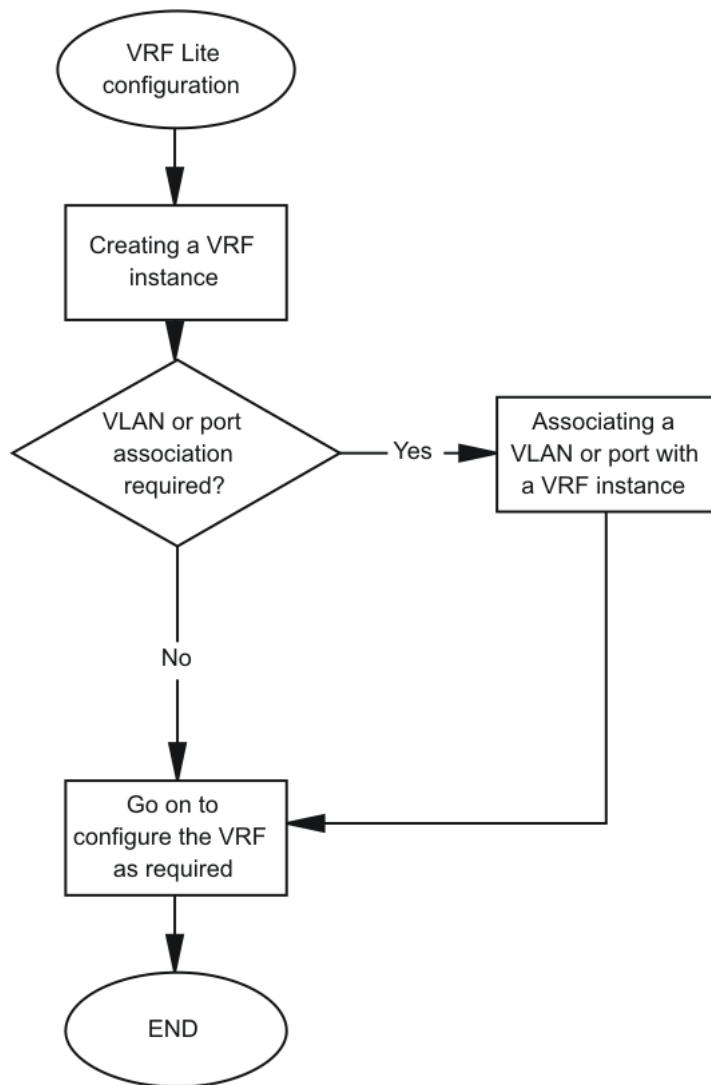 VRF Lite
configuration
Creating a VRF
instance
VLAN or port
association
required?
Yes
Associating a
VLAN or port with
a VRF instance
No
Go on to
configure the VRF
as required
END